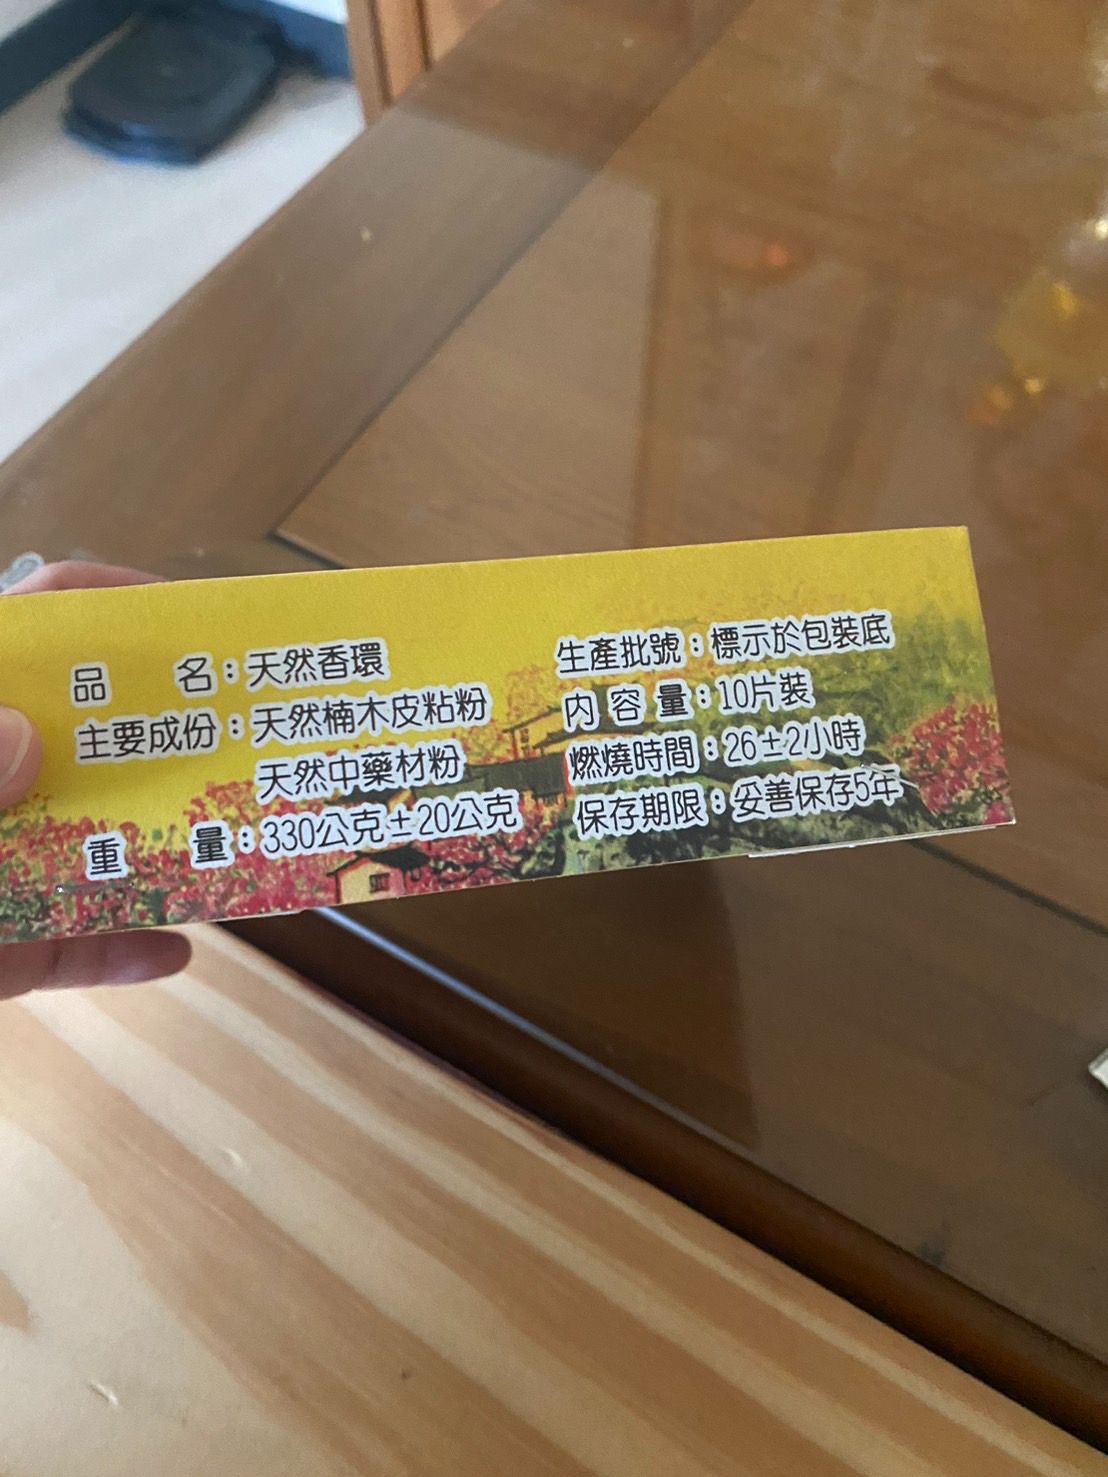 品名：天然香環
主要成份：天然楠木皮粘粉
天然中藥材粉
重量：330公克±20公克
生產批號：標示於包裝底
內容量：10片裝
燃燒時間：26±2小時
保存期限：妥善保存5年